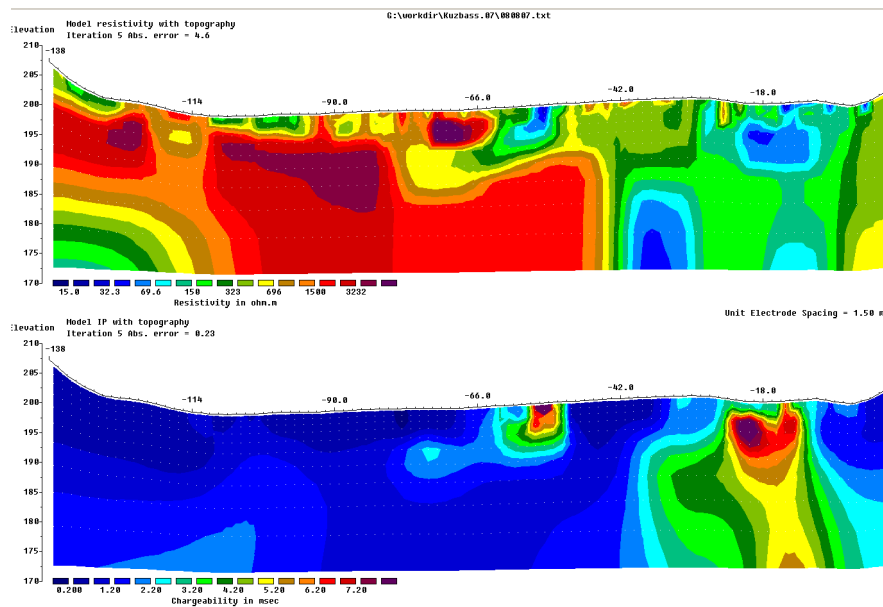 G:\workdir\Kuzbass.07\080807.txt
Model resistivity with topography
Elevation Iteration 5 Abs. error = 4.6
210
-138
205
200
195
190
185
180
175
170
-114 -90.0 -66.0 -42.0 -18.0
15.0 32.3 69.6 150 323 696 1500 3232
Resistivity in ohm.m
Unit Electrode Spacing = 1.50 m
Model IP with topography
Elevation Iteration 5 Abs. error = 0.23
210
-138
205
200
195
190
185
180
175
170
-114 -90.0 -66.0 -42.0 -18.0
0.200 1.20 2.20 3.20 4.20 5.20 6.20 7.20
Chargeability in msec